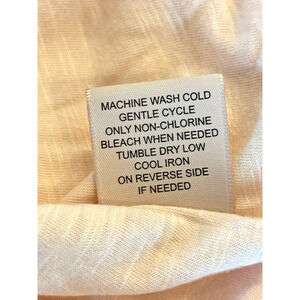 MACHINE WASH COLD
GENTLE CYCLE
ONLY NON-CHLORINE
BLEACH WHEN NEEDED
TUMBLE DRY LOW
COOL IRON
ON REVERSE SIDE
IF NEEDED